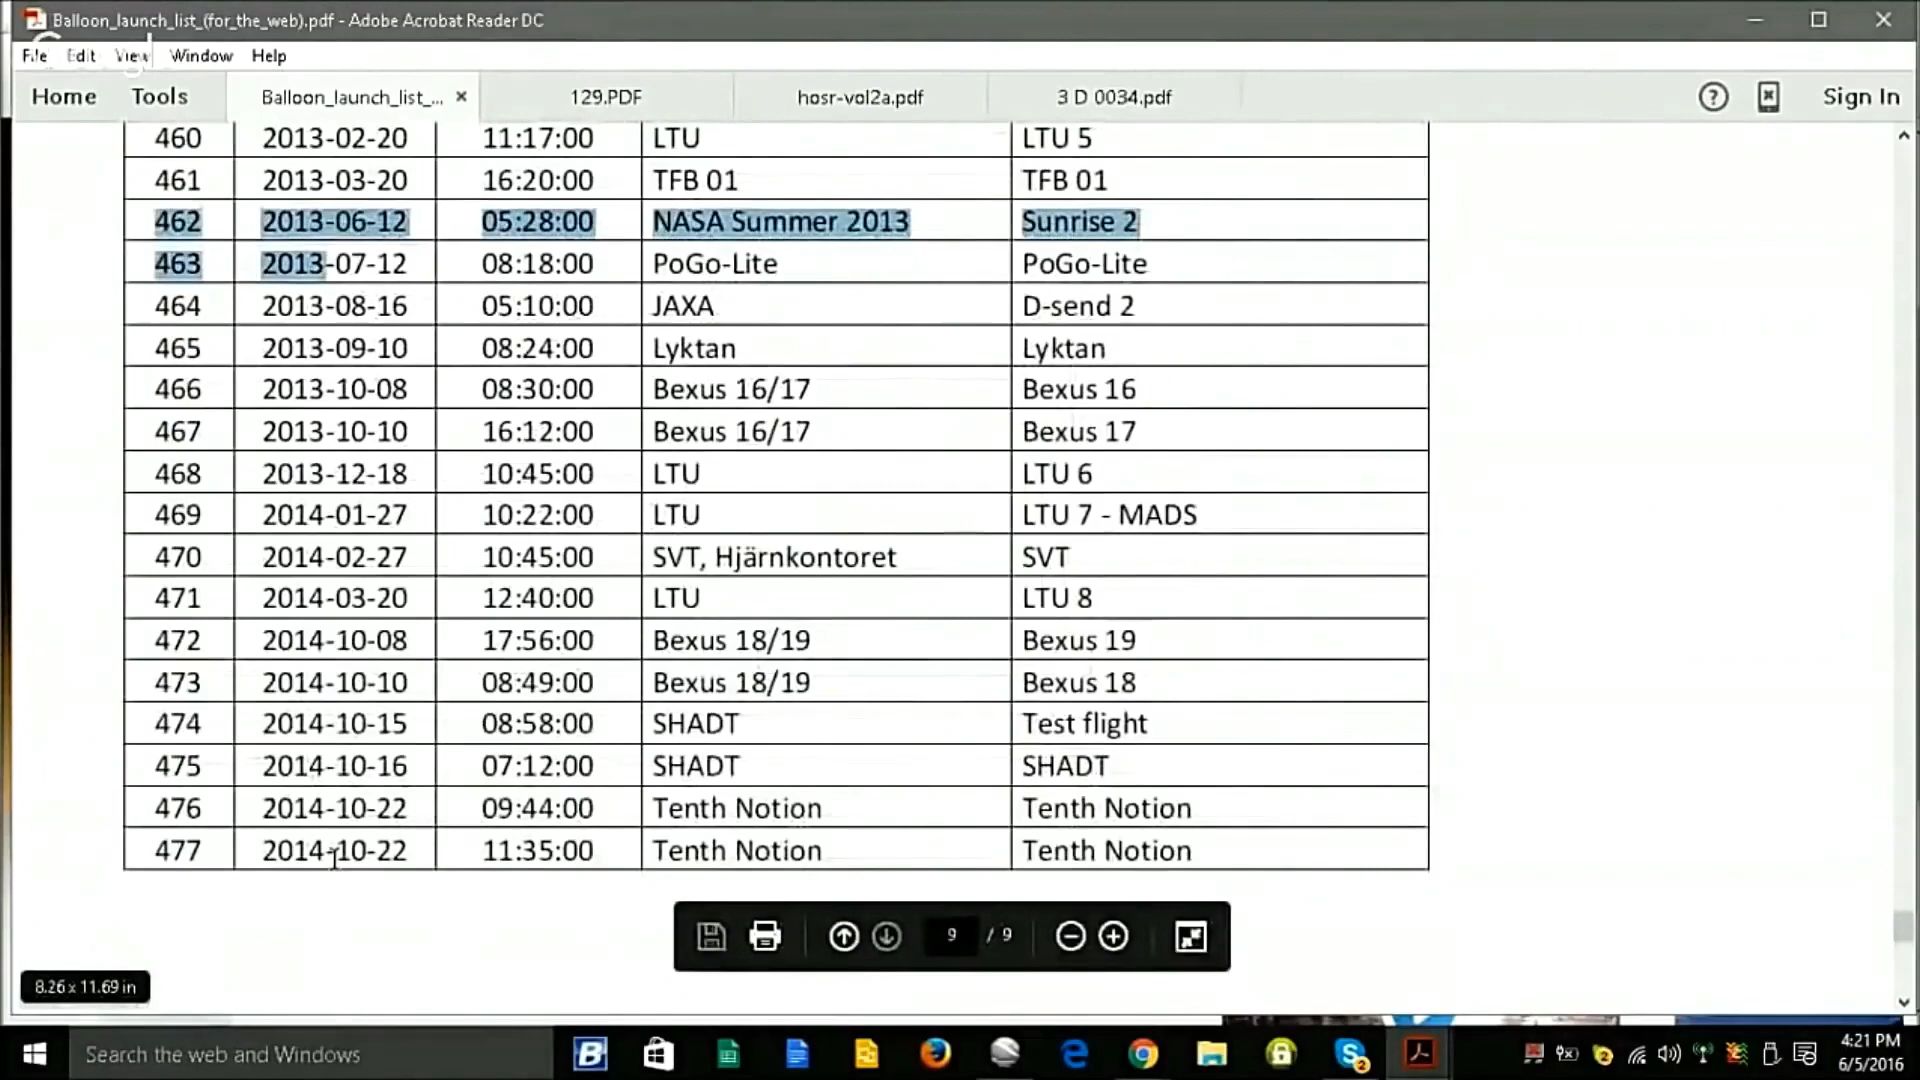 Balloon_launch_list_(for_the_web).pdf - Adobe Acrobat Reader DC
File Edit View Window Help
Home Tools Balloon_launch_list_... 129.PDF hosr-vol2a.pdf 3 D 0034.pdf Sign In
460 2013-02-20 11:17:00 LTU LTU 5
461 2013-03-20 16:20:00 TFB 01 TFB 01
462 2013-06-12 05:28:00 NASA Summer 2013 Sunrise 2
463 2013-07-12 08:18:00 PoGo-Lite PoGo-Lite
464 2013-08-16 05:10:00 JAXA D-send 2
465 2013-09-10 08:24:00 Lyktan Lyktan
466 2013-10-08 08:30:00 Bexus 16/17 Bexus 16
467 2013-10-10 16:12:00 Bexus 16/17 Bexus 17
468 2013-12-18 10:45:00 LTU LTU 6
469 2014-01-27 10:22:00 LTU LTU 7 - MADS
470 2014-02-27 10:45:00 SVT, Hjärnkontoret SVT
471 2014-03-20 12:40:00 LTU LTU 8
472 2014-10-08 17:56:00 Bexus 18/19 Bexus 19
473 2014-10-10 08:49:00 Bexus 18/19 Bexus 18
474 2014-10-15 08:58:00 SHADT Test flight
475 2014-10-16 07:12:00 SHADT SHADT
476 2014-10-22 09:44:00 Tenth Notion Tenth Notion
477 2014-10-22 11:35:00 Tenth Notion Tenth Notion
9 / 9
8.26 x 11.69 in
Search the web and Windows
4:21 PM
6/5/2016